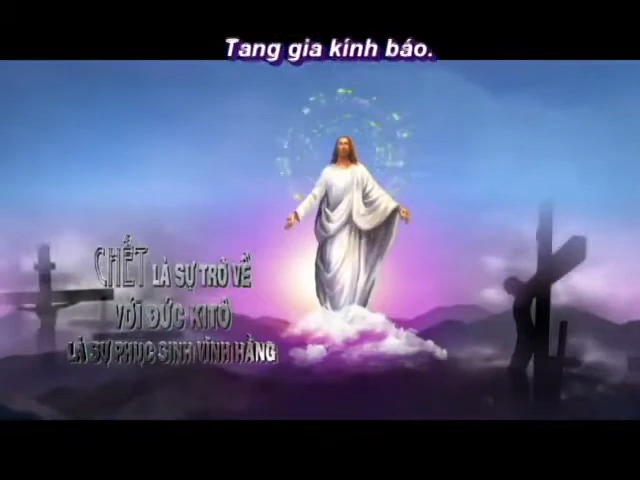 Tang gia kính báo.
CHẾT LÀ SỰ TRỞ VỀ
VỚI ĐỨC KITÔ
LÀ SỰ PHỤC SINH VĨNH HẰNG